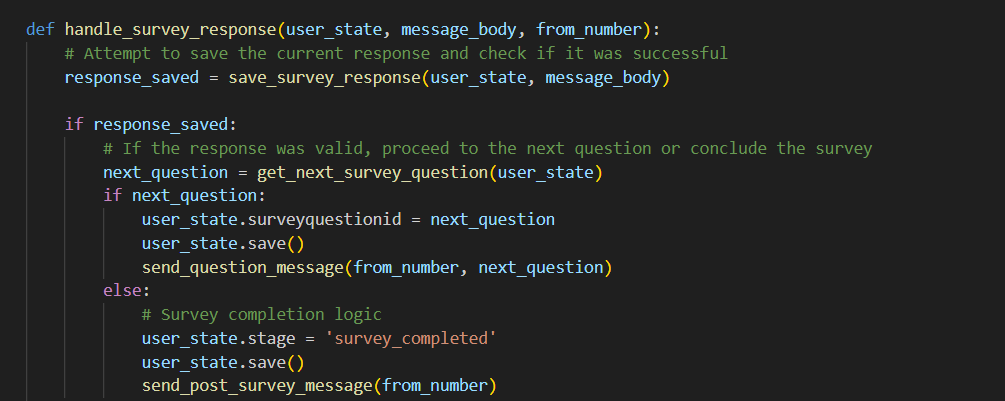 def handle_survey_response(user_state, message_body, from_number):
    # Attempt to save the current response and check if it was successful
    response_saved = save_survey_response(user_state, message_body)

    if response_saved:
        # If the response was valid, proceed to the next question or conclude the survey
        next_question = get_next_survey_question(user_state)
        if next_question:
            user_state.surveyquestionid = next_question
            user_state.save()
            send_question_message(from_number, next_question)
        else:
            # Survey completion logic
            user_state.stage = 'survey_completed'
            user_state.save()
            send_post_survey_message(from_number)